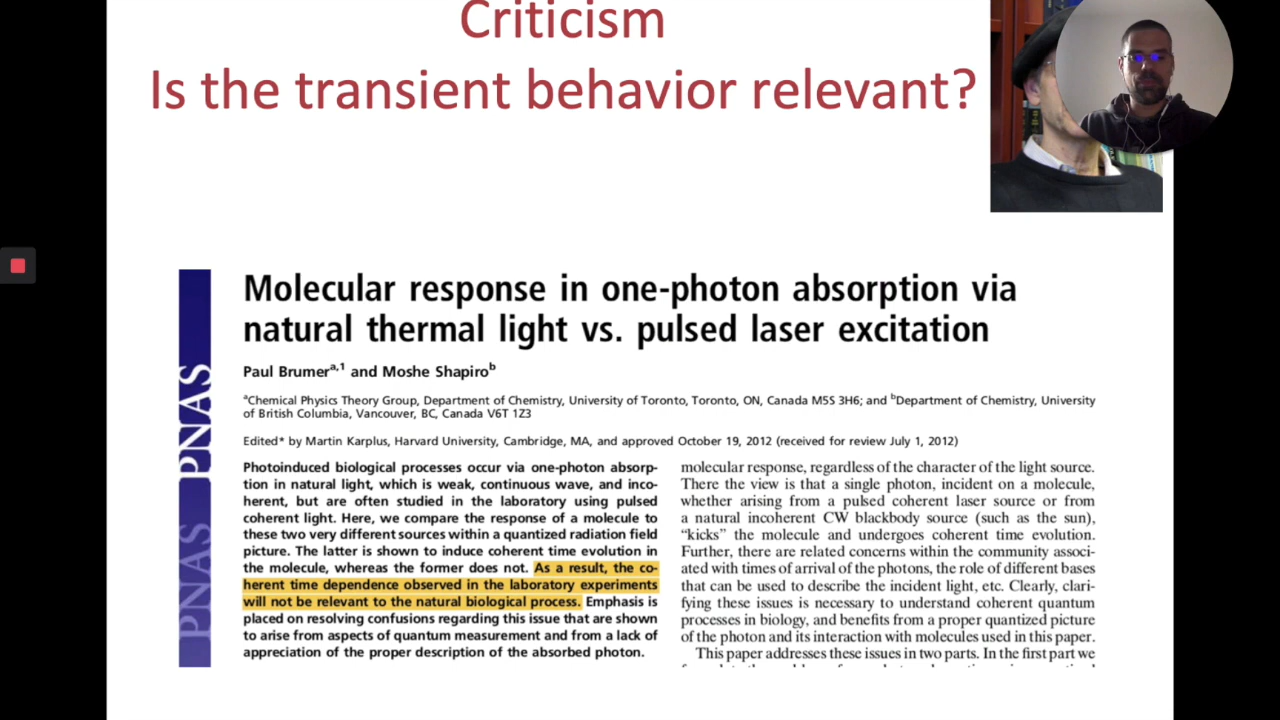 Criticism
Is the transient behavior relevant?
PNAS PNAS
Molecular response in one-photon absorption via
natural thermal light vs. pulsed laser excitation
Paul Brumera,1 and Moshe Shapirob
aChemical Physics Theory Group, Department of Chemistry, University of Toronto, Toronto, ON, Canada M5S 3H6; and bDepartment of Chemistry, University
of British Columbia, Vancouver, BC, Canada V6T 1Z3
Edited* by Martin Karplus, Harvard University, Cambridge, MA, and approved October 19, 2012 (received for review July 1, 2012)
Photoinduced biological processes occur via one-photon absorp-
tion in natural light, which is weak, continuous wave, and inco-
herent, but are often studied in the laboratory using pulsed
coherent light. Here, we compare the response of a molecule to
these two very different sources within a quantized radiation field
picture. The latter is shown to induce coherent time evolution in
the molecule, whereas the former does not. As a result, the co-
herent time dependence observed in the laboratory experiments
will not be relevant to the natural biological process. Emphasis is
placed on resolving confusions regarding this issue that are shown
to arise from aspects of quantum measurement and from a lack of
appreciation of the proper description of the absorbed photon.
molecular response, regardless of the character of the light source.
There the view is that a single photon, incident on a molecule,
whether arising from a pulsed coherent laser source or from
a natural incoherent CW blackbody source (such as the sun),
“kicks” the molecule and undergoes coherent time evolution.
Further, there are related concerns within the community associ-
ated with times of arrival of the photons, the role of different bases
that can be used to describe the incident light, etc. Clearly, clari-
fying these issues is necessary to understand coherent quantum
processes in biology, and benefits from a proper quantized picture
of the photon and its interaction with molecules used in this paper.
This paper addresses these issues in two parts. In the first part we